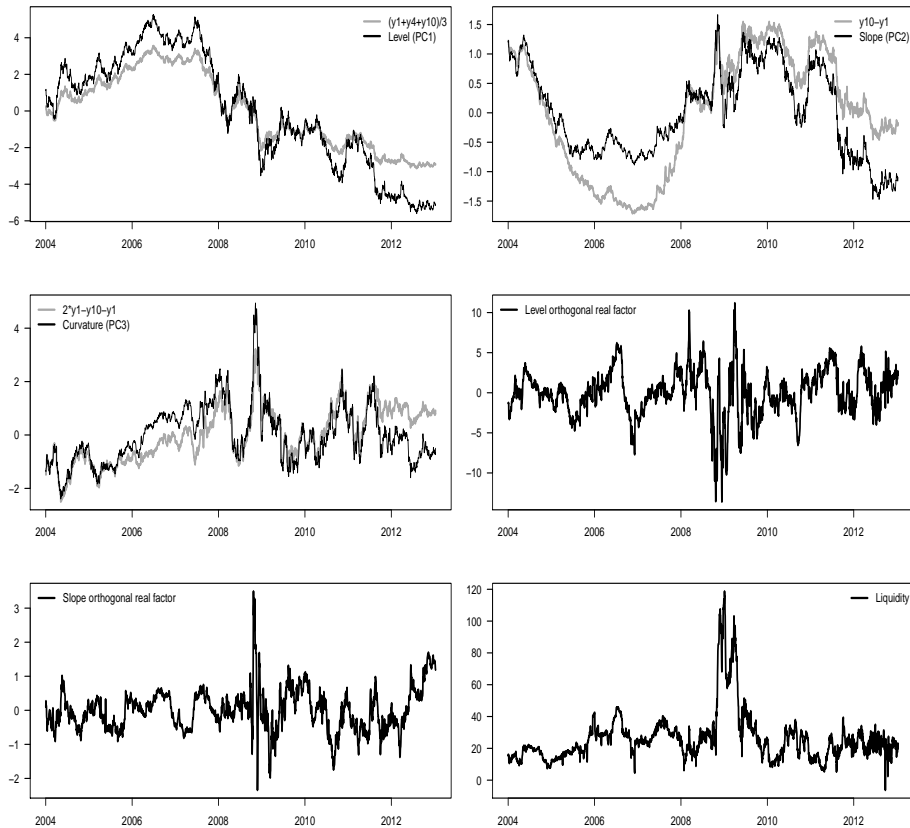 (y1+y4+y10)/3
Level (PC1)
4
2
0
−2
−4
−6
2004 2006 2008 2010 2012
y10−y1
Slope (PC2)
1.5
1.0
0.5
0.0
−0.5
−1.0
−1.5
2004 2006 2008 2010 2012
2*y1−y10−y1
Curvature (PC3)
4
2
0
−2
2004 2006 2008 2010 2012
Level orthogonal real factor
10
5
0
−5
−10
2004 2006 2008 2010 2012
Slope orthogonal real factor
3
2
1
0
−1
−2
2004 2006 2008 2010 2012
Liquidity
120
100
80
60
40
20
0
2004 2006 2008 2010 2012